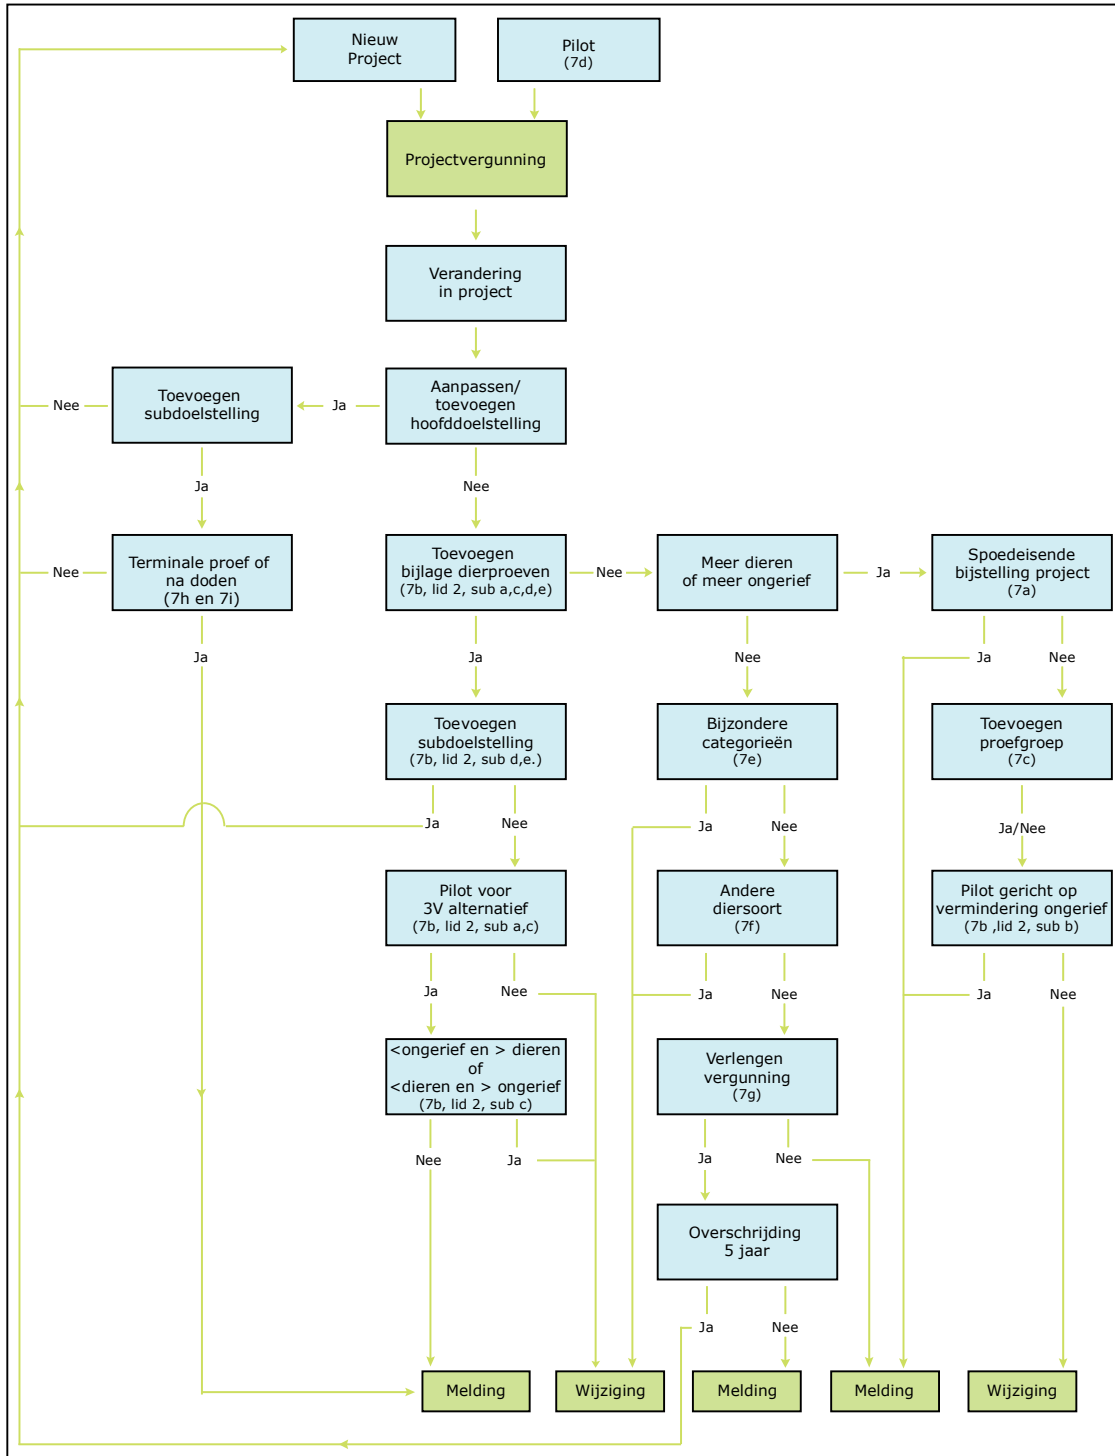 Nieuw
Project
Pilot
(7d)
Projectvergunning
Verandering
in project
Toevoegen
subdoelstelling
Aanpassen/
toevoegen
hoofddoelstelling
Nee
Ja
Ja
Nee
Terminale proef of
na doden
(7h en 7i)
Toevoegen
bijlage dierproeven
(7b, lid 2, sub a,c,d,e)
Meer dieren
of meer ongerief
Spoedeisende
bijstelling project
(7a)
Nee
Nee
Ja
Ja
Ja
Nee
Ja
Nee
Toevoegen
subdoelstelling
(7b, lid 2, sub d,e.)
Bijzondere
categorieën
(7e)
Toevoegen
proefgroep
(7c)
Ja
Nee
Ja
Nee
Ja/Nee
Pilot voor
3V alternatief
(7b, lid 2, sub a,c)
Andere
diersoort
(7f)
Pilot gericht op
vermindering ongerief
(7b ,lid 2, sub b)
Ja
Nee
Ja
Nee
Ja
Nee
<ongerief en > dieren
of
<dieren en > ongerief
(7b, lid 2, sub c)
Verlengen
vergunning
(7g)
Nee
Ja
Ja
Nee
Overschrijding
5 jaar
Ja
Nee
Melding
Wijziging
Melding
Melding
Wijziging